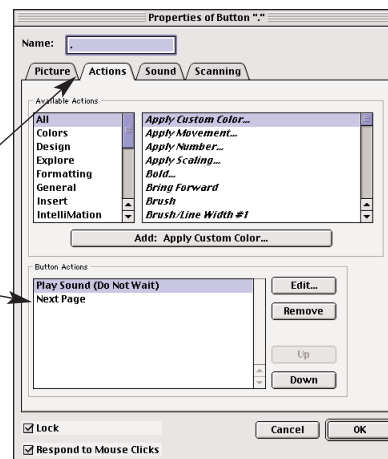 Properties of Button "."
Name: .
Picture Actions Sound Scanning
Available Actions
All
Colors
Design
Explore
Formatting
General
Insert
IntelliMation
Apply Custom Color...
Apply Movement...
Apply Number...
Apply Scaling...
Bold...
Bring Forward
Brush
Brush/Line Width #1
Add: Apply Custom Color...
Button Actions
Play Sound (Do Not Wait)
Next Page
Edit...
Remove
Up
Down
Lock
Respond to Mouse Clicks
Cancel
OK